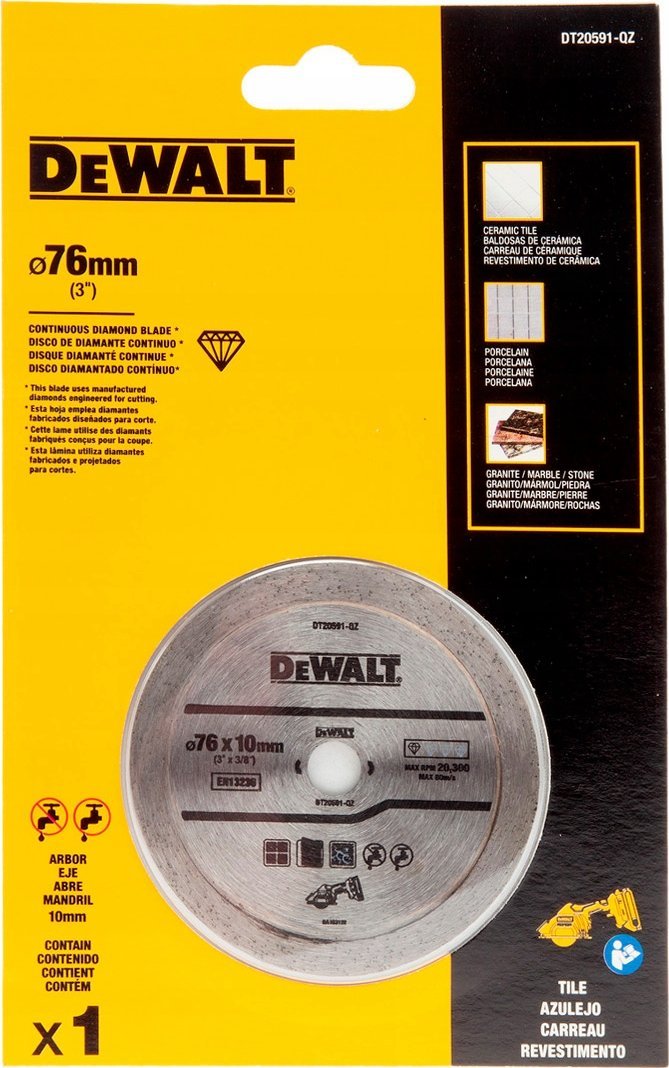 DT20591-QZ
DEWALT®
ø76mm
(3")
CONTINUOUS DIAMOND BLADE *
DISCO DE DIAMANTE CONTINUO *
DISQUE DIAMANTÉ CONTINUE *
DISCO DIAMANTADO CONTÍNUO*
* This blade uses manufactured
diamonds engineered for cutting.
* Esta hoja emplea diamantes
fabricados diseñados para corte.
* Cette lame utilise des diamants
fabriqués conçus pour la coupe.
* Esta lâmina utiliza diamantes
fabricados e projetados
para cortes.
CERAMIC TILE
BALDOSAS DE CERÁMICA
CARREAU DE CÉRAMIQUE
REVESTIMENTO DE CERÂMICA
PORCELAIN
PORCELANA
PORCELAINE
PORCELANA
GRANITE / MARBLE / STONE
GRANITO/MÁRMOL/PIEDRA
GRANITE/MARBRE/PIERRE
GRANITO/MÁRMORE/ROCHAS
DT20591-QZ
DEWALT®
ø76 x 10mm
(3" x 3/8")
EN13236
DEWALT
DT20591-QZ
MAX RPM 20,300
MAX 80m/s
ARBOR
EJE
ABRE
MANDRIL
10mm
CONTAIN
CONTENIDO
CONTIENT
CONTÉM
x1
DEWALT
TILE
AZULEJO
CARREAU
REVESTIMENTO